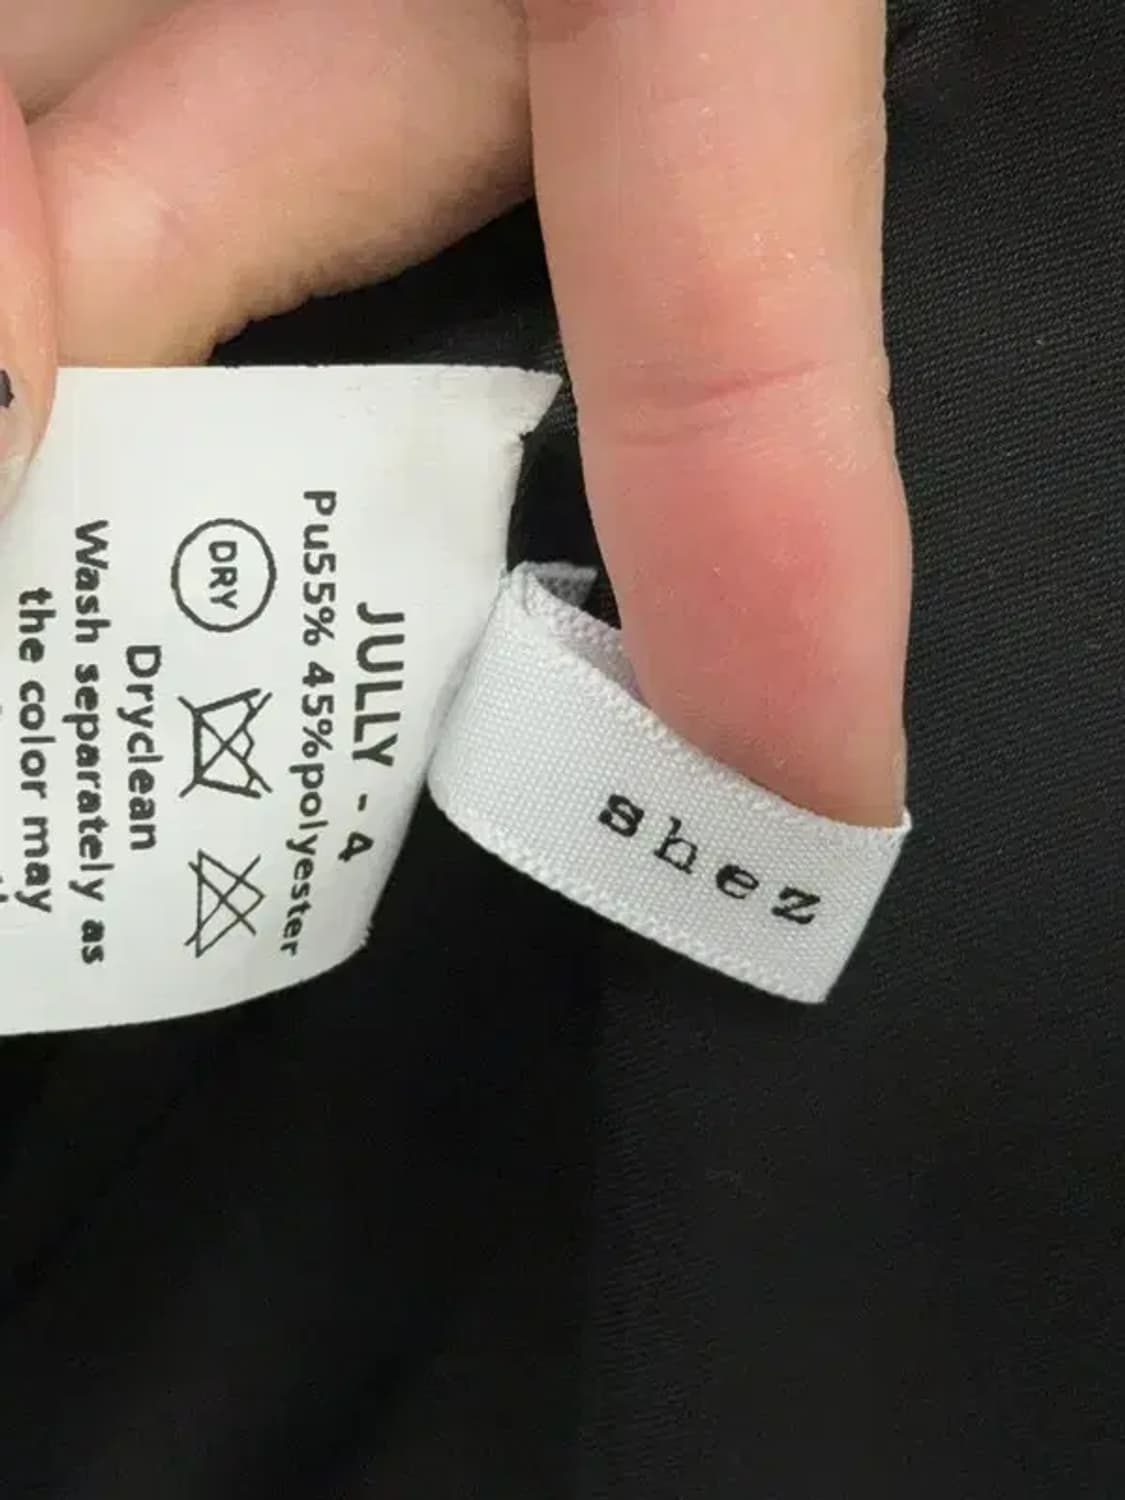 JULLY - 4
Pu55% 45%polyester
DRY
Dryclean
Wash separately as
the color may
shez